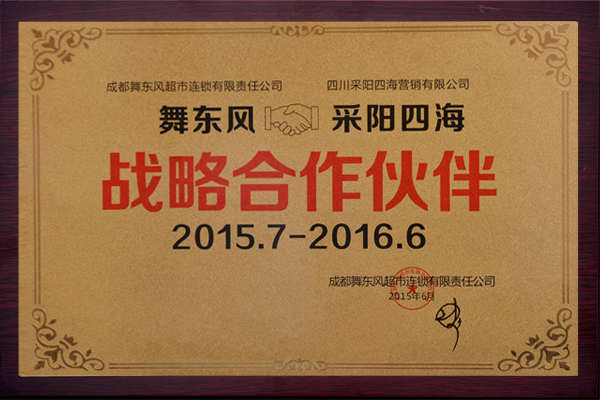 成都舞东风超市连锁有限责任公司 四川采阳四海营销有限公司
舞东风 采阳四海
战略合作伙伴
2015.7-2016.6
成都舞东风超市连锁有限责任公司
2015年6月